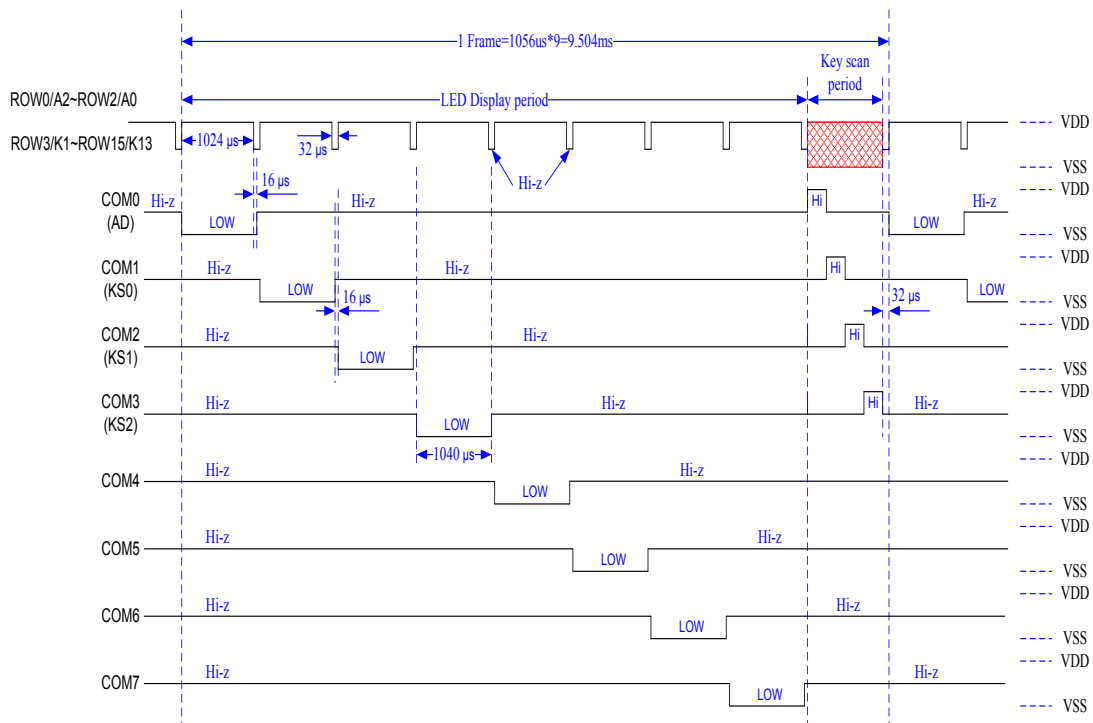 1 Frame=1056us*9=9.504ms
Key scan
period
ROW0/A2~ROW2/A0
LED Display period
VDD
ROW3/K1~ROW15/K13
1024 µs
32 µs
VSS
Hi-z
VDD
16 µs
COM0
(AD)
Hi-z
LOW
Hi-z
Hi
LOW
Hi-z
VSS
VDD
COM1
(KS0)
Hi-z
LOW
Hi-z
Hi
LOW
16 µs
32 µs
VSS
VDD
COM2
(KS1)
Hi-z
LOW
Hi-z
Hi
VSS
VDD
COM3
(KS2)
Hi-z
LOW
Hi-z
Hi
Hi-z
VSS
1040 µs
VDD
COM4
Hi-z
LOW
Hi-z
VSS
VDD
COM5
Hi-z
LOW
Hi-z
VSS
VDD
COM6
Hi-z
LOW
Hi-z
VSS
VDD
COM7
Hi-z
LOW
Hi-z
VSS